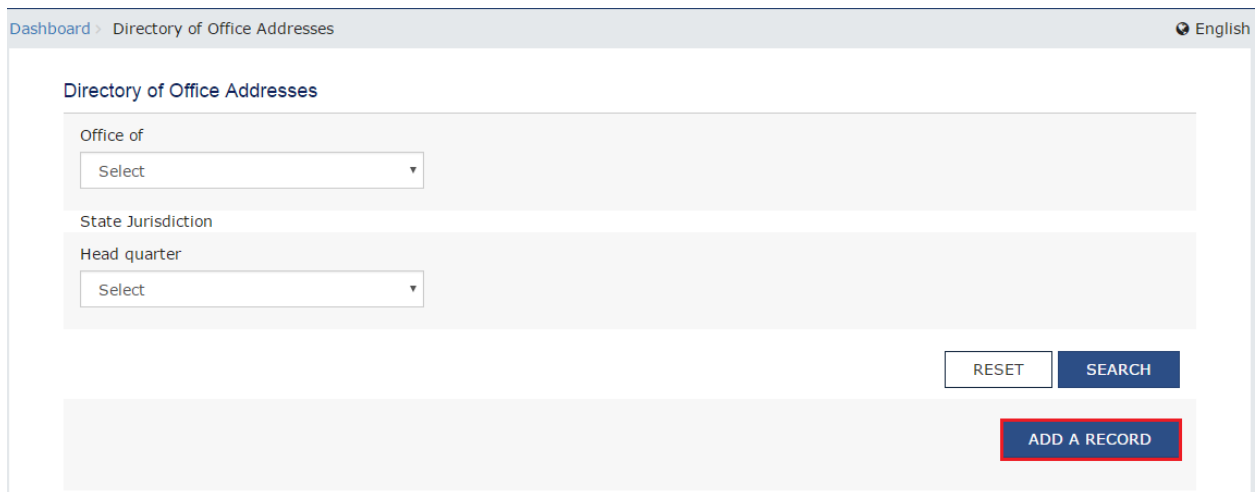 Dashboard > Directory of Office Addresses English
Directory of Office Addresses
Office of
Select
State Jurisdiction
Head quarter
Select
RESET SEARCH
ADD A RECORD